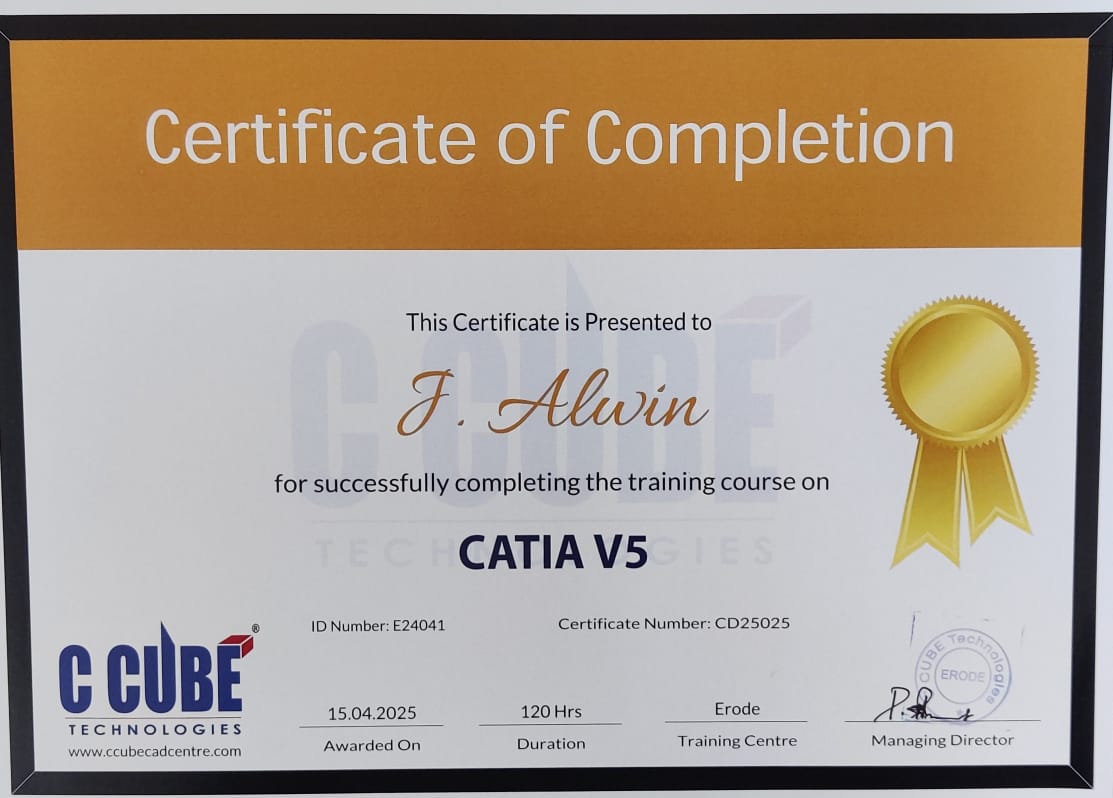 Certificate of Completion
This Certificate is Presented to
J. Alwin
for successfully completing the training course on
CATIA V5
ID Number: E24041
Certificate Number: CD25025
C CUBE
®
TECHNOLOGIES
www.ccubecadcentre.com
15.04.2025
Awarded On
120 Hrs
Duration
Erode
Training Centre
CUBE Technologies
ERODE
Managing Director
C CUBE
TECHNOLOGIES